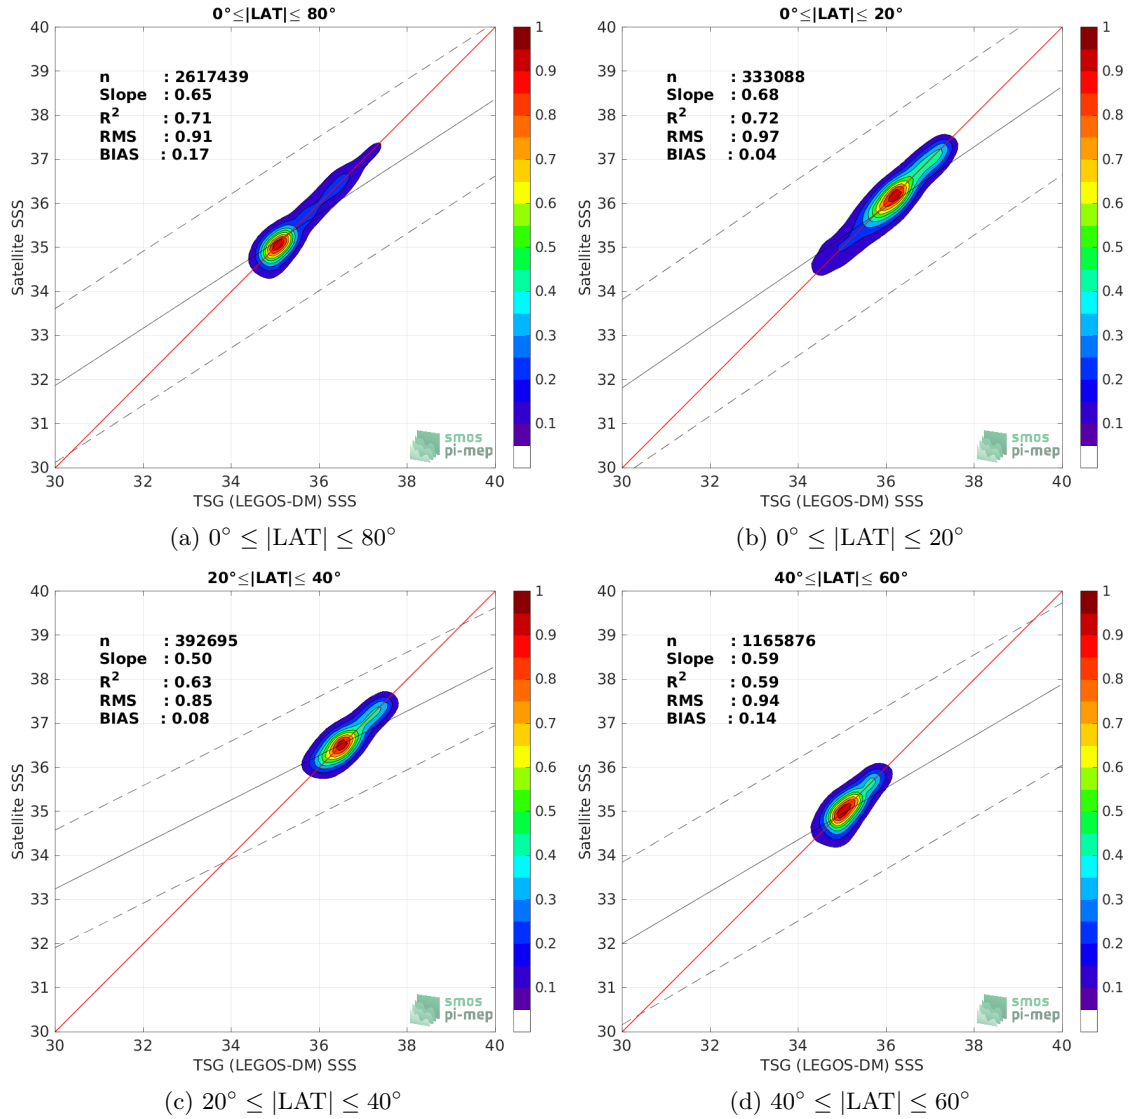 0°≤|LAT|≤ 80°
n : 2617439
Slope : 0.65
R² : 0.71
RMS : 0.91
BIAS : 0.17
Satellite SSS
40
39
38
37
36
35
34
33
32
31
30
30 32 34 36 38 40
TSG (LEGOS-DM) SSS
1
0.9
0.8
0.7
0.6
0.5
0.4
0.3
0.2
0.1
smos
pi-mep
(a) 0° ≤ |LAT| ≤ 80°
0°≤|LAT|≤ 20°
n : 333088
Slope : 0.68
R² : 0.72
RMS : 0.97
BIAS : 0.04
Satellite SSS
40
39
38
37
36
35
34
33
32
31
30
30 32 34 36 38 40
TSG (LEGOS-DM) SSS
1
0.9
0.8
0.7
0.6
0.5
0.4
0.3
0.2
0.1
smos
pi-mep
(b) 0° ≤ |LAT| ≤ 20°
20°≤|LAT|≤ 40°
n : 392695
Slope : 0.50
R² : 0.63
RMS : 0.85
BIAS : 0.08
Satellite SSS
40
39
38
37
36
35
34
33
32
31
30
30 32 34 36 38 40
TSG (LEGOS-DM) SSS
1
0.9
0.8
0.7
0.6
0.5
0.4
0.3
0.2
0.1
smos
pi-mep
(c) 20° ≤ |LAT| ≤ 40°
40°≤|LAT|≤ 60°
n : 1165876
Slope : 0.59
R² : 0.59
RMS : 0.94
BIAS : 0.14
Satellite SSS
40
39
38
37
36
35
34
33
32
31
30
30 32 34 36 38 40
TSG (LEGOS-DM) SSS
1
0.9
0.8
0.7
0.6
0.5
0.4
0.3
0.2
0.1
smos
pi-mep
(d) 40° ≤ |LAT| ≤ 60°